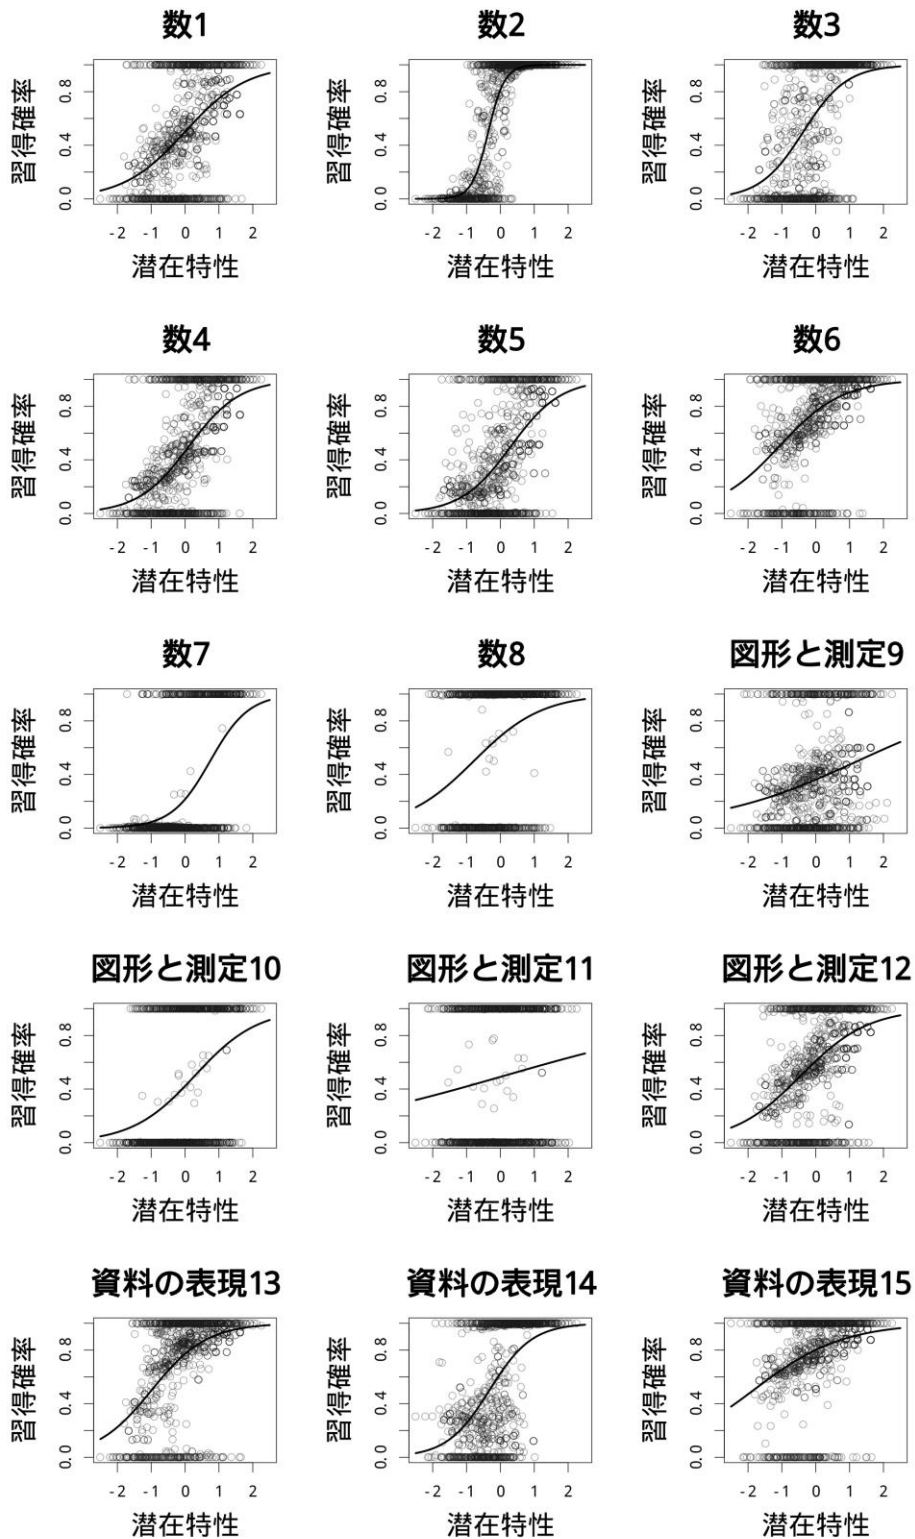 数1 数2 数3
習得確率 0.0 0.4 0.8 習得確率 0.0 0.4 0.8 習得確率 0.0 0.4 0.8
-2 -1 0 1 2 -2 -1 0 1 2 -2 -1 0 1 2
潜在特性 潜在特性 潜在特性
数4 数5 数6
習得確率 0.0 0.4 0.8 習得確率 0.0 0.4 0.8 習得確率 0.0 0.4 0.8
-2 -1 0 1 2 -2 -1 0 1 2 -2 -1 0 1 2
潜在特性 潜在特性 潜在特性
数7 数8 図形と測定9
習得確率 0.0 0.4 0.8 習得確率 0.0 0.4 0.8 習得確率 0.0 0.4 0.8
-2 -1 0 1 2 -2 -1 0 1 2 -2 -1 0 1 2
潜在特性 潜在特性 潜在特性
図形と測定10 図形と測定11 図形と測定12
習得確率 0.0 0.4 0.8 習得確率 0.0 0.4 0.8 習得確率 0.0 0.4 0.8
-2 -1 0 1 2 -2 -1 0 1 2 -2 -1 0 1 2
潜在特性 潜在特性 潜在特性
資料の表現13 資料の表現14 資料の表現15
習得確率 0.0 0.4 0.8 習得確率 0.0 0.4 0.8 習得確率 0.0 0.4 0.8
-2 -1 0 1 2 -2 -1 0 1 2 -2 -1 0 1 2
潜在特性 潜在特性 潜在特性